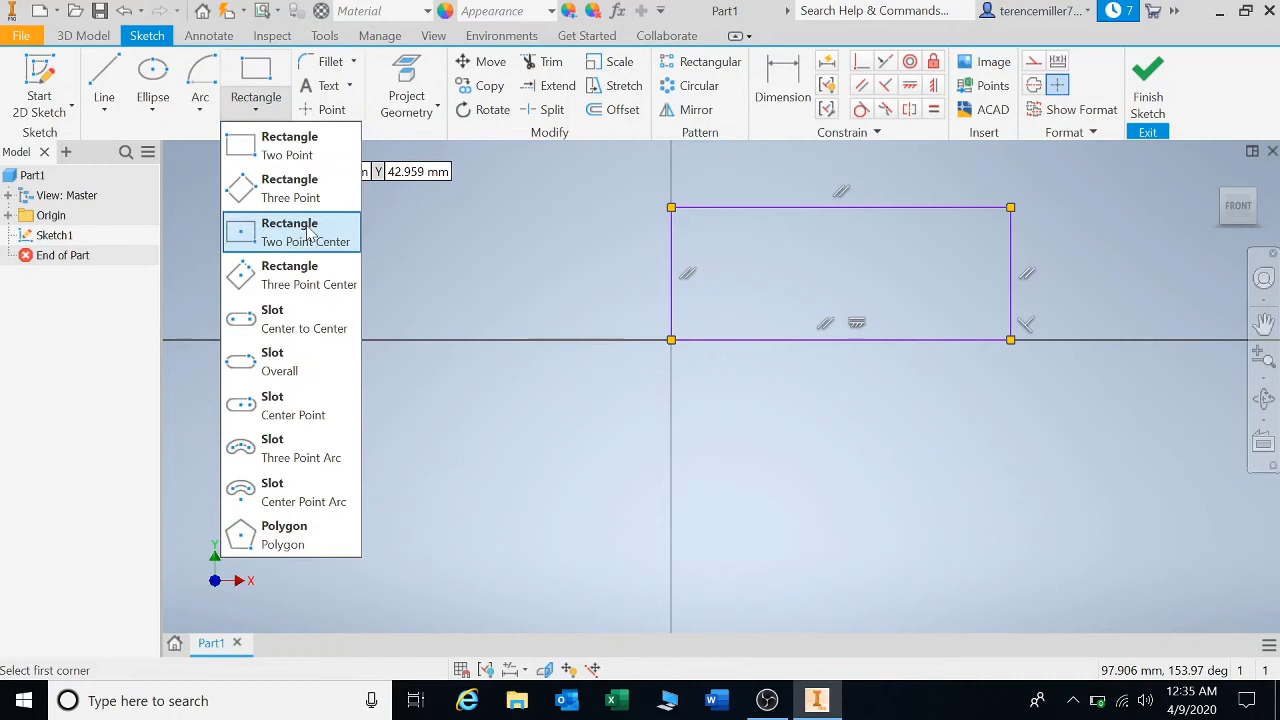 Material
Appearance
Part1
Search Help & Commands...
terencemiller7...
7
File
3D Model
Sketch
Annotate
Inspect
Tools
Manage
View
Environments
Get Started
Collaborate
Start
2D Sketch
Line
Ellipse
Arc
Rectangle
Fillet
Text
Point
Project
Geometry
Move
Copy
Rotate
Trim
Extend
Split
Scale
Stretch
Offset
Rectangular
Circular
Mirror
Dimension
Image
Points
ACAD
Show Format
Finish
Sketch
Sketch
Modify
Pattern
Constrain
Insert
Format
Exit
Model
Part1
View: Master
Origin
Sketch1
End of Part
Rectangle
Two Point
Rectangle
Three Point
Rectangle
Two Point Center
Rectangle
Three Point Center
Slot
Center to Center
Slot
Overall
Slot
Center Point
Slot
Three Point Arc
Slot
Center Point Arc
Polygon
Polygon
Y 42.959 mm
FRONT
Y
X
Part1
Select first corner
97.906 mm, 153.97 deg 1 1
Type here to search
12:35 AM
4/9/2020